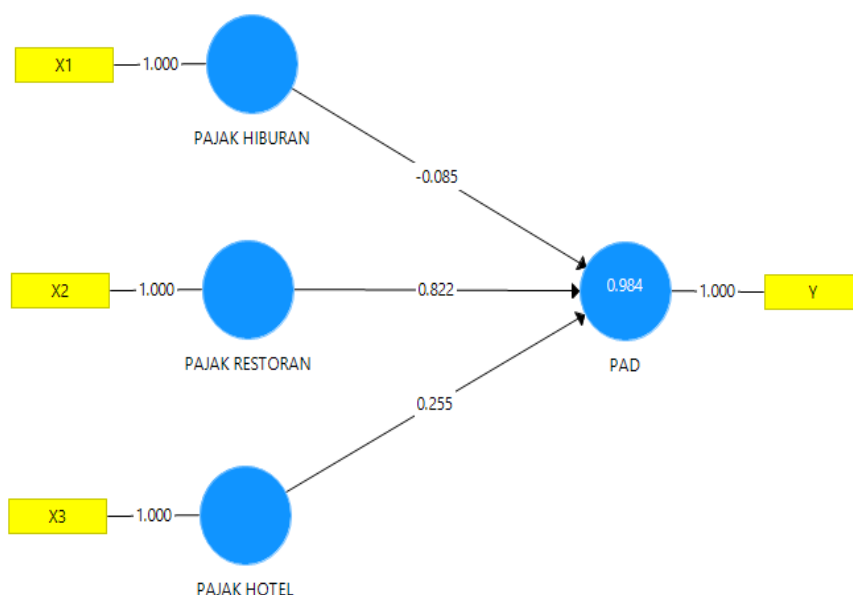 X1
1.000
PAJAK HIBURAN
-0.085
X2
1.000
0.822
0.984
1.000
Y
PAJAK RESTORAN
PAD
0.255
X3
1.000
PAJAK HOTEL